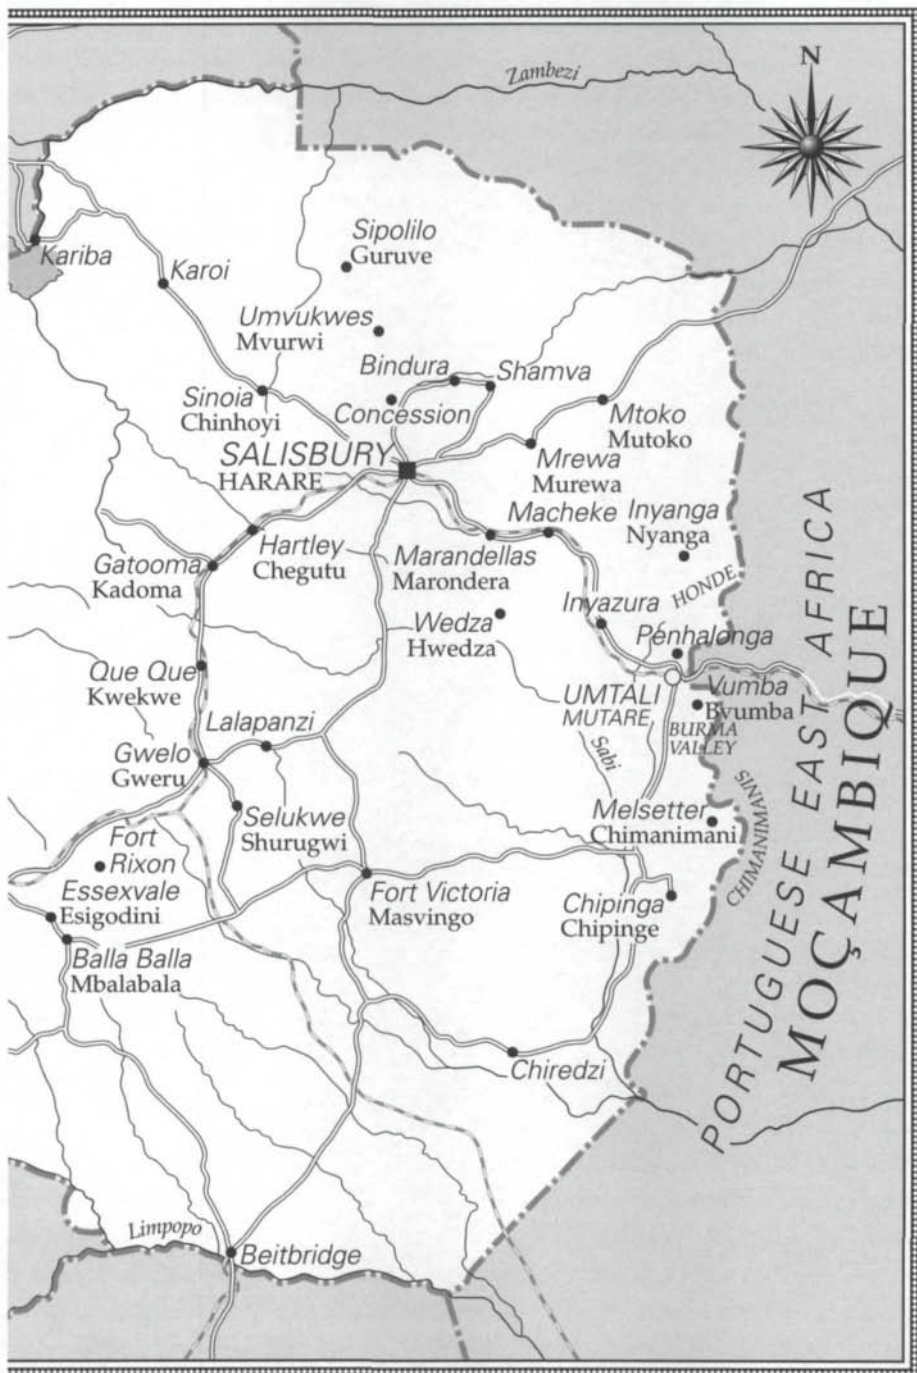 Zambezi
N
Kariba
Karoi
Sipolilo
Guruve
Umvukwes
Mvurwi
Bindura
Shamva
Sinoia
Chinhoyi
Concession
Mtoko
Mutoko
SALISBURY
HARARE
Mrewa
Murewa
Macheke
Inyanga
Nyanga
Hartley
Chegutu
Marandellas
Marondera
Gatooma
Kadoma
HONDE
Wedza
Hwedza
Inyazura
Penhalonga
Que Que
Kwekwe
UMTALI
MUTARE
Vumba
Bvumba
BURMA
VALLEY
Lalapanzi
Sabi
Gwelo
Gweru
Selukwe
Shurugwi
Melsetter
Chimanimani
CHIMANIMANIS
Fort
Rixon
Essexvale
Esigodini
Fort Victoria
Masvingo
Chipinga
Chipinge
Balla Balla
Mbalabala
Chiredzi
PORTUGUESE EAST AFRICA
MOÇAMBIQUE
Limpopo
Beitbridge